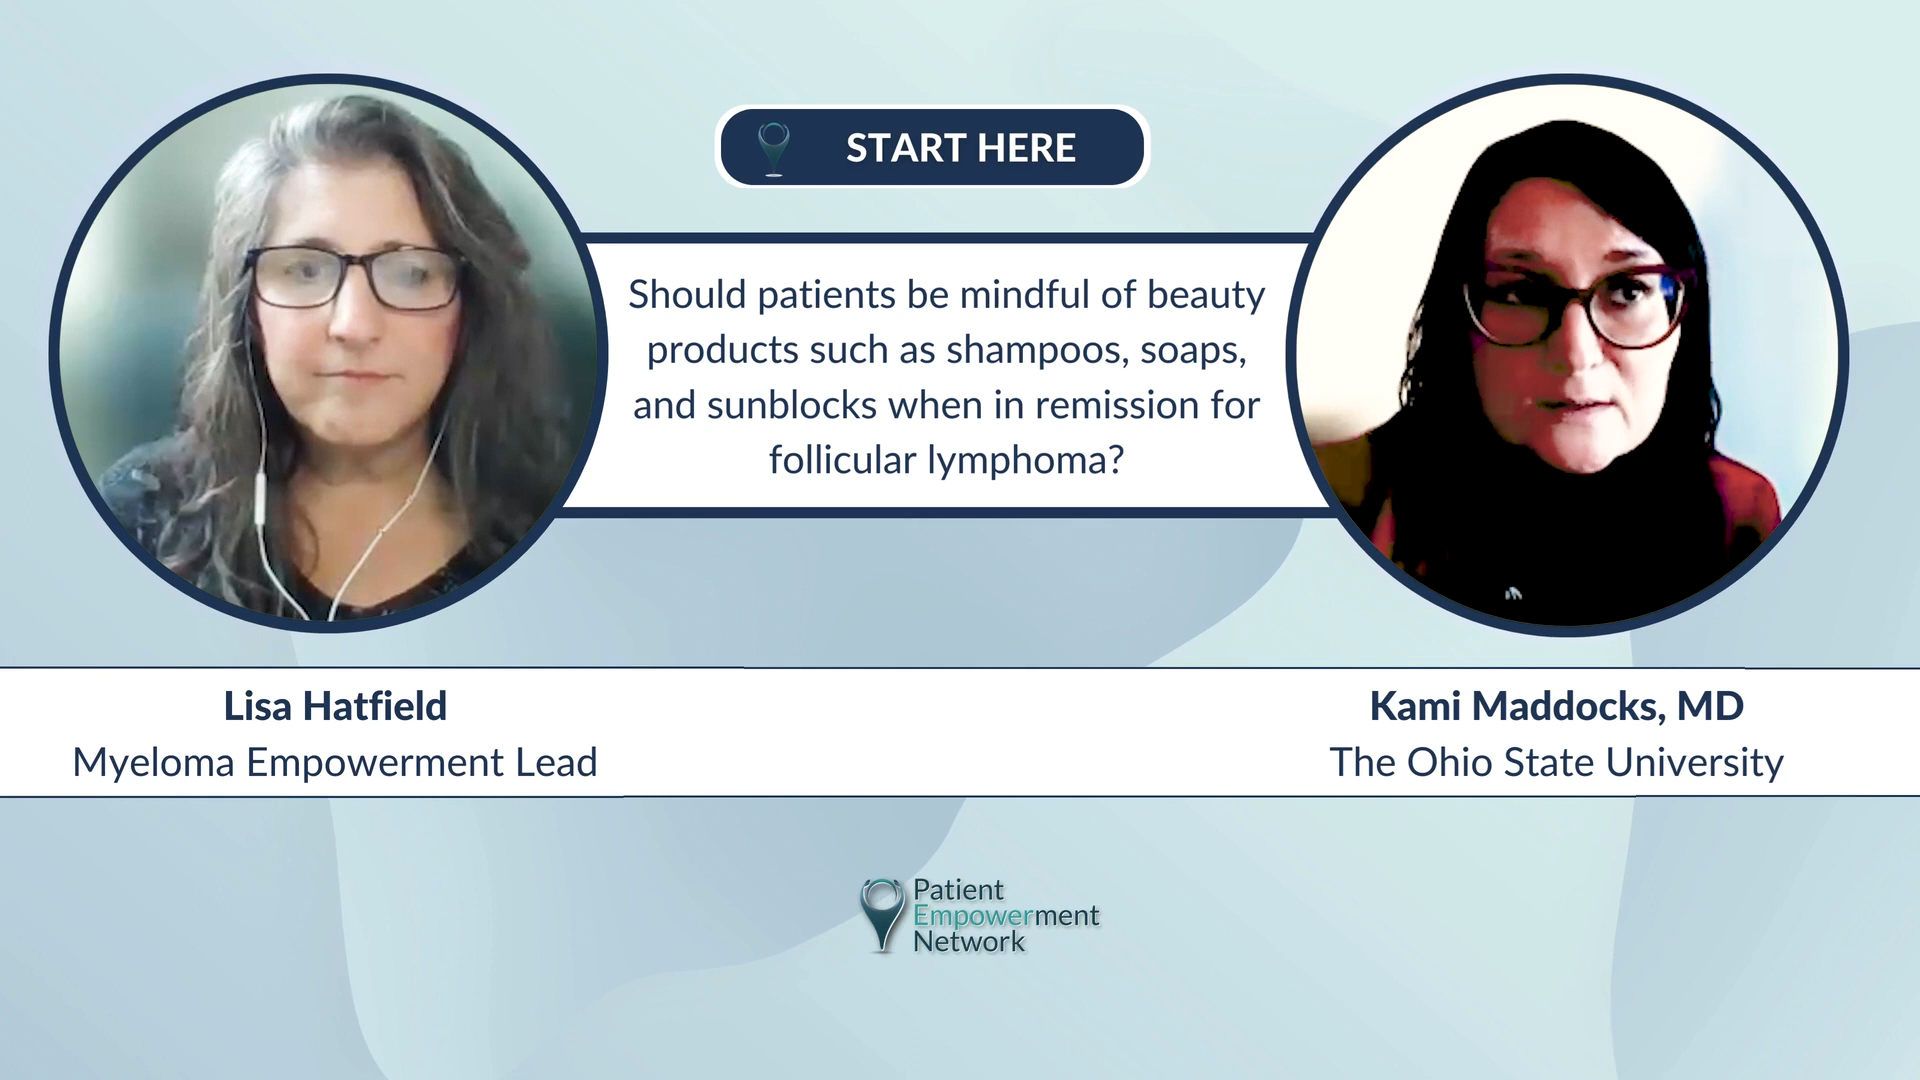 START HERE
Should patients be mindful of beauty
products such as shampoos, soaps,
and sunblocks when in remission for
follicular lymphoma?
Lisa Hatfield
Myeloma Empowerment Lead
Kami Maddocks, MD
The Ohio State University
Patient
Empowerment
Network